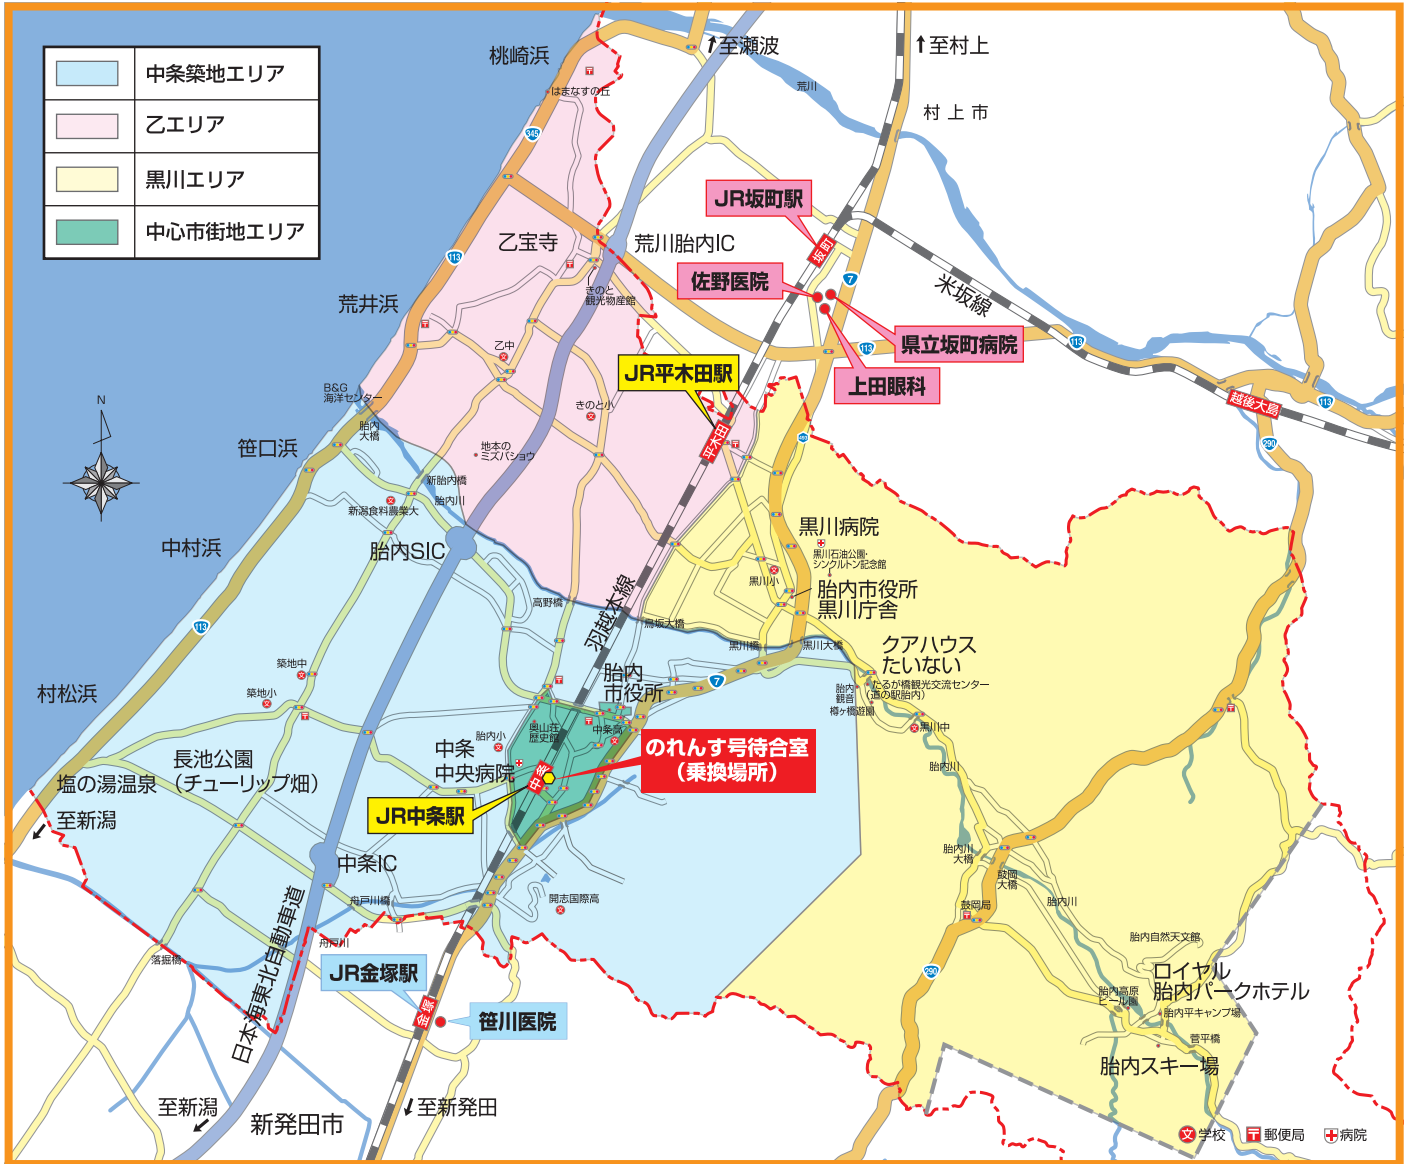 中条築地エリア
乙エリア
黒川エリア
中心市街地エリア
桃崎浜
はまなすの丘
至瀬波
荒川
至村上
村上市
345
JR坂町駅
坂町
乙宝寺
荒川胎内IC
きのと
観光物産館
113
7
佐野医院
県立坂町病院
上田眼科
113
米坂線
113
越後大島
113
290
荒井浜
乙中
JR平木田駅
平木田
きのと小
B&G
海洋センター
胎内
大橋
地本の
ミズバショウ
N
笹口浜
新胎内橋
胎内川
新潟食料農業大
中村浜
胎内SIC
黒川病院
黒川石油公園・
シンクルトン記念館
黒川小
胎内市役所
黒川庁舎
羽越本線
高野橋
鳥坂大橋
黒川橋
黒川大橋
113
クアハウス
たいない
たるが橋観光交流センター
(道の駅胎内)
胎内
観音
樽ヶ橋遊園
黒川中
胎内川
築地中
築地小
村松浜
胎内
市役所
7
奥山荘
歴史館
中条高
胎内小
中条
中央病院
中条
のれんす号待合室
(乗換場所)
JR中条駅
長池公園
(チューリップ畑)
塩の湯温泉
至新潟
中条IC
日本海東北自動車道
舟戸川橋
舟戸川
落堀橋
開志国際高
胎内川
大橋
鼓岡
大橋
鼓岡局
胎内川
290
胎内自然天文館
ロイヤル
胎内パークホテル
胎内高原
ビール園
胎内平キャンプ場
菅平橋
胎内スキー場
JR金塚駅
金塚
笹川医院
至新潟
新発田市
至新発田
文 学校
郵便局
病院